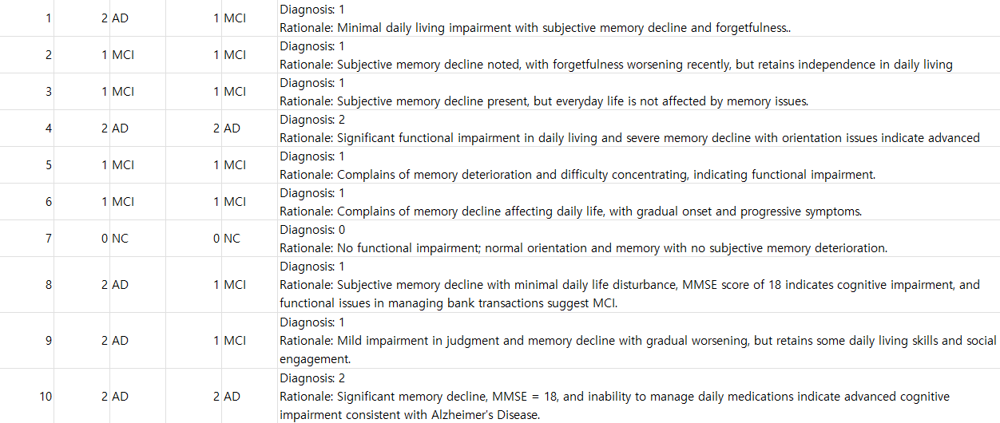 Diagnosis: 1
1 2 AD 1 MCI
Rationale: Minimal daily living impairment with subjective memory decline and forgetfulness..
Diagnosis: 1
2 1 MCI 1 MCI
Rationale: Subjective memory decline noted, with forgetfulness worsening recently, but retains independence in daily living
Diagnosis: 1
3 1 MCI 1 MCI
Rationale: Subjective memory decline present, but everyday life is not affected by memory issues.
Diagnosis: 2
4 2 AD 2 AD
Rationale: Significant functional impairment in daily living and severe memory decline with orientation issues indicate advanced
Diagnosis: 1
5 1 MCI 1 MCI
Rationale: Complains of memory deterioration and difficulty concentrating, indicating functional impairment.
Diagnosis: 1
6 1 MCI 1 MCI
Rationale: Complains of memory decline affecting daily life, with gradual onset and progressive symptoms.
Diagnosis: 0
7 0 NC 0 NC
Rationale: No functional impairment; normal orientation and memory with no subjective memory deterioration.
Diagnosis: 1
8 2 AD 1 MCI Rationale: Subjective memory decline with minimal daily life disturbance, MMSE score of 18 indicates cognitive impairment, and
functional issues in managing bank transactions suggest MCI.
Diagnosis: 1
9 2 AD 1 MCI Rationale: Mild impairment in judgment and memory decline with gradual worsening, but retains some daily living skills and social
engagement.
Diagnosis: 2
10 2 AD 2 AD Rationale: Significant memory decline, MMSE = 18, and inability to manage daily medications indicate advanced cognitive
impairment consistent with Alzheimer's Disease.